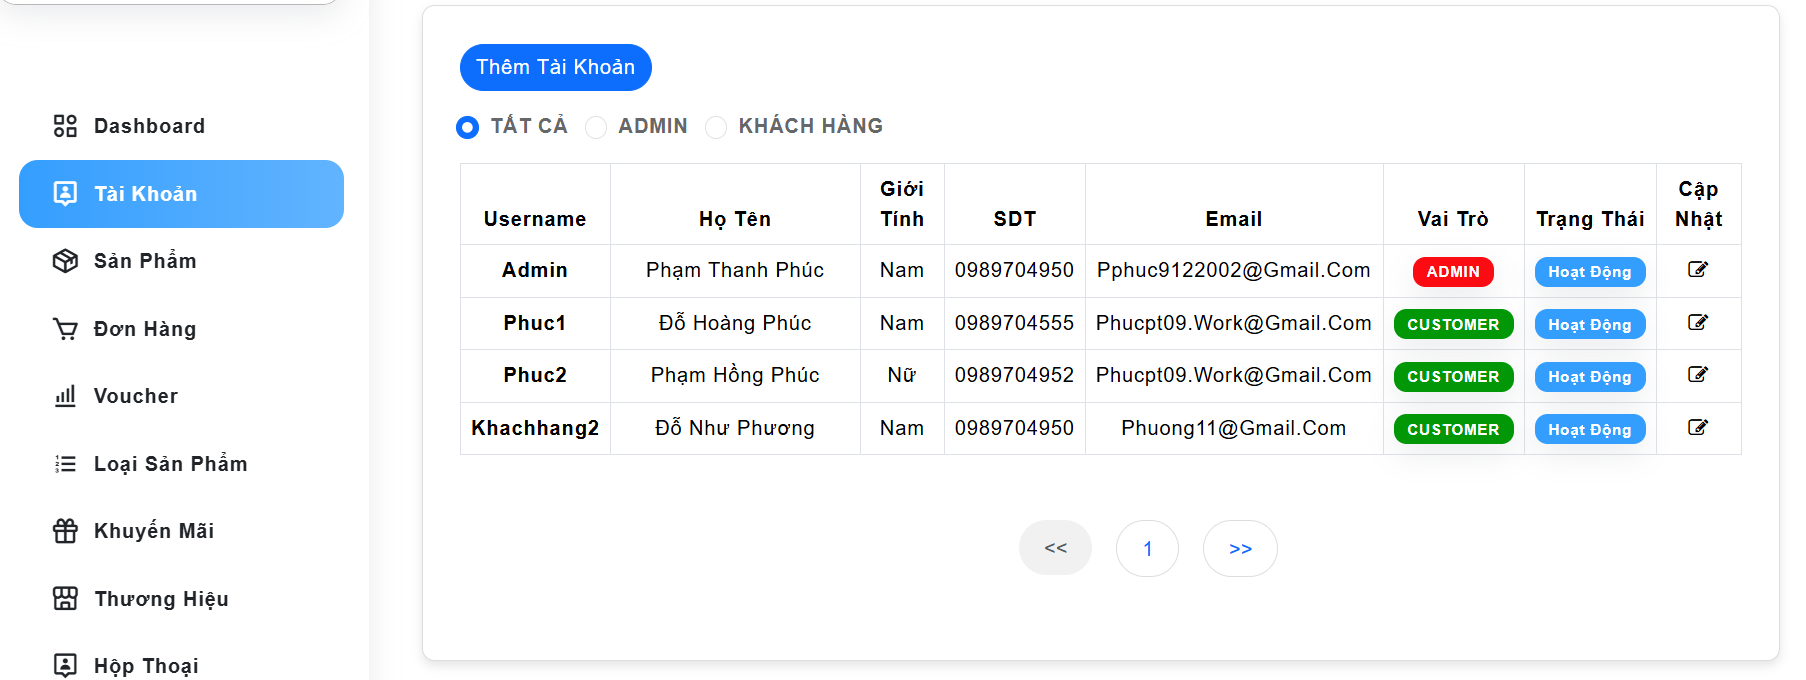 Dashboard
Tài Khoản
Sản Phẩm
Đơn Hàng
Voucher
Loại Sản Phẩm
Khuyến Mãi
Thương Hiệu
Hộp Thoại
Thêm Tài Khoản
TẤT CẢ ADMIN KHÁCH HÀNG
Username Họ Tên Giới Tính SDT Email Vai Trò Trạng Thái Cập Nhật
Admin Phạm Thanh Phúc Nam 0989704950 Pphuc9122002@Gmail.Com ADMIN Hoạt Động
Phuc1 Đỗ Hoàng Phúc Nam 0989704555 Phucpt09.Work@Gmail.Com CUSTOMER Hoạt Động
Phuc2 Phạm Hồng Phúc Nữ 0989704952 Phucpt09.Work@Gmail.Com CUSTOMER Hoạt Động
Khachhang2 Đỗ Như Phương Nam 0989704950 Phuong11@Gmail.Com CUSTOMER Hoạt Động
<< 1 >>